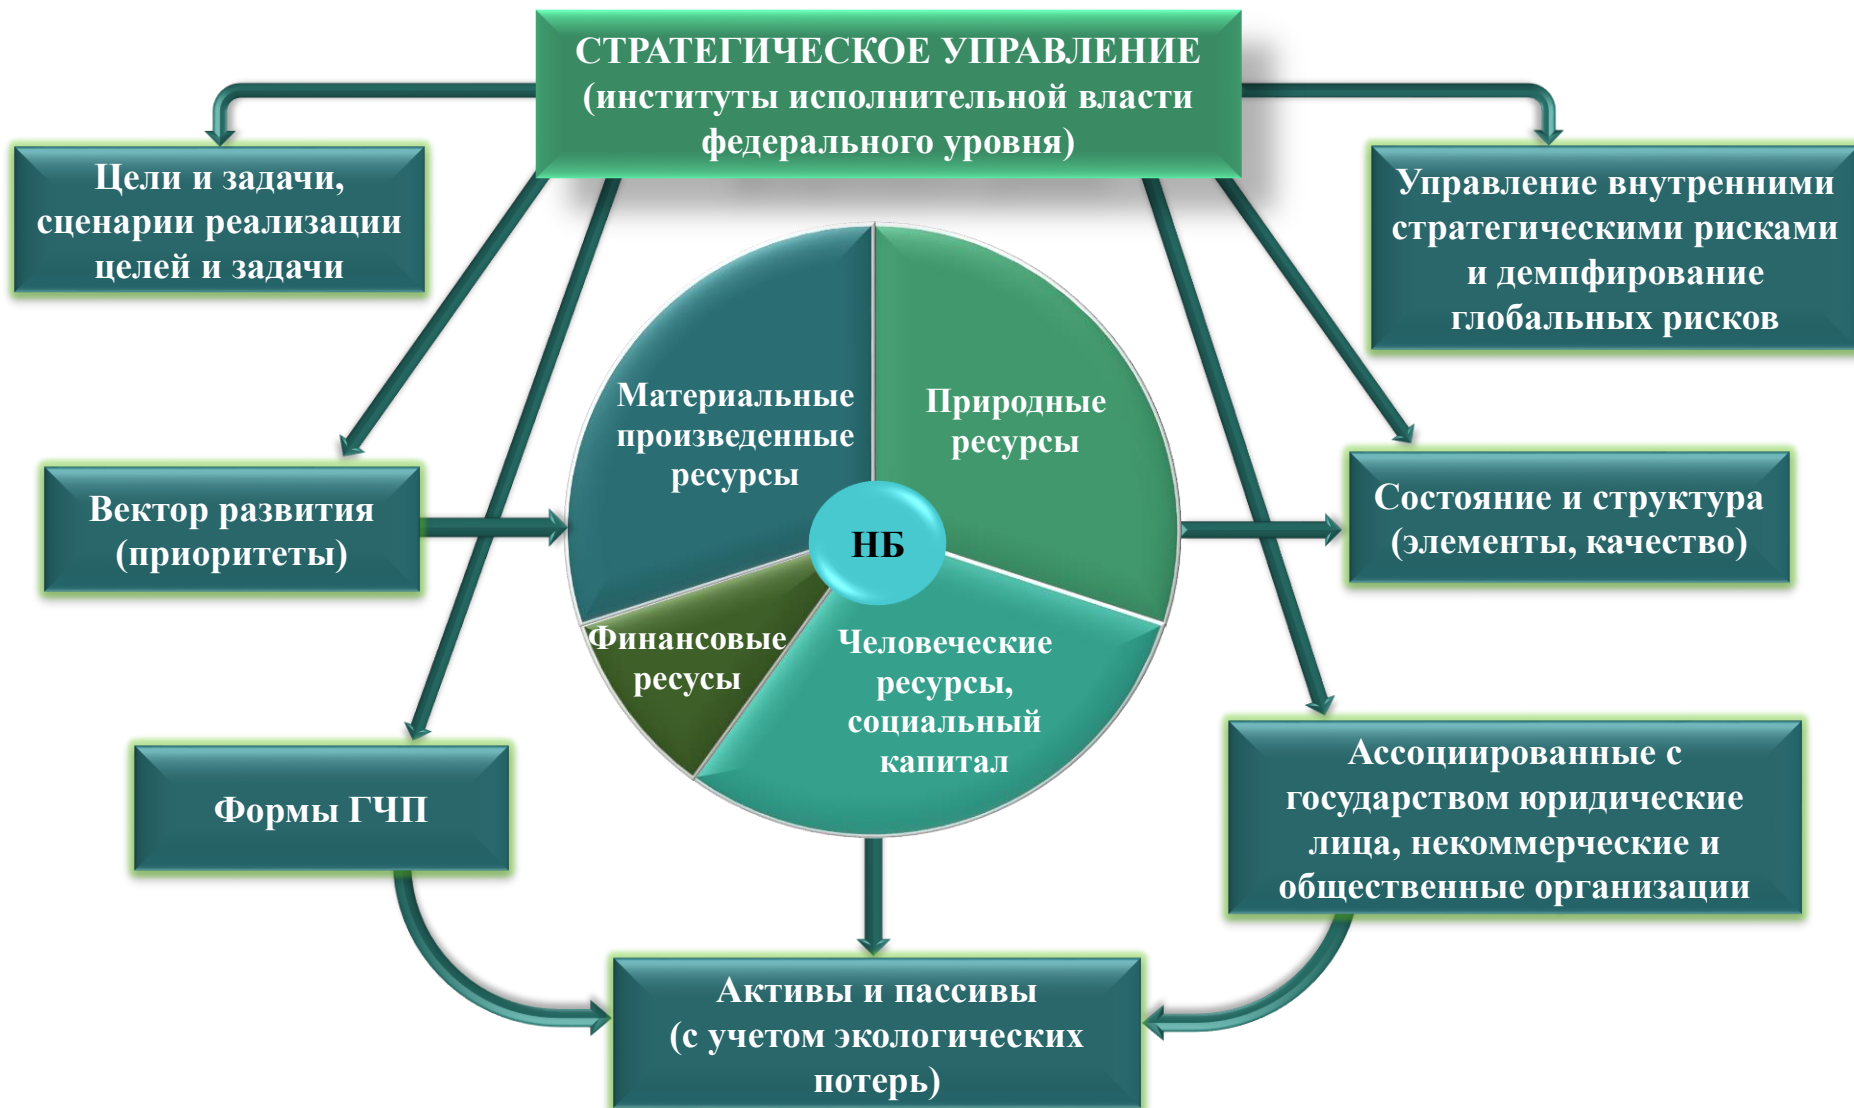 СТРАТЕГИЧЕСКОЕ УПРАВЛЕНИЕ
(институты исполнительной власти
федерального уровня)
Цели и задачи,
сценарии реализации
целей и задачи
Управление внутренними
стратегическими рисками
и демпфирование
глобальных рисков
Материальные
произведенные
ресурсы
Природные
ресурсы
Вектор развития
(приоритеты)
НБ
Состояние и структура
(элементы, качество)
Финансовые
ресусы
Человеческие
ресурсы,
социальный
капитал
Формы ГЧП
Ассоциированные с
государством юридические
лица, некоммерческие и
общественные организации
Активы и пассивы
(с учетом экологических
потерь)